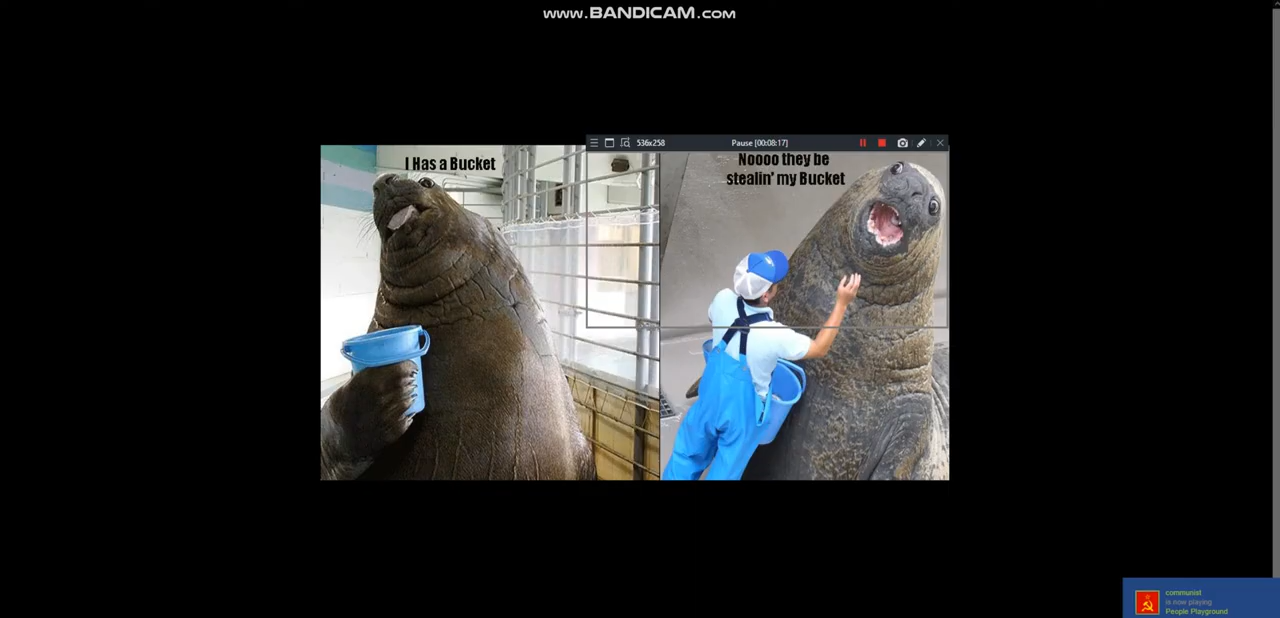 www.BANDICAM.com
536x258
Pause [00:08:17]
I Has a Bucket
Noooo they be
stealin' my Bucket
communist
is now playing
People Playground